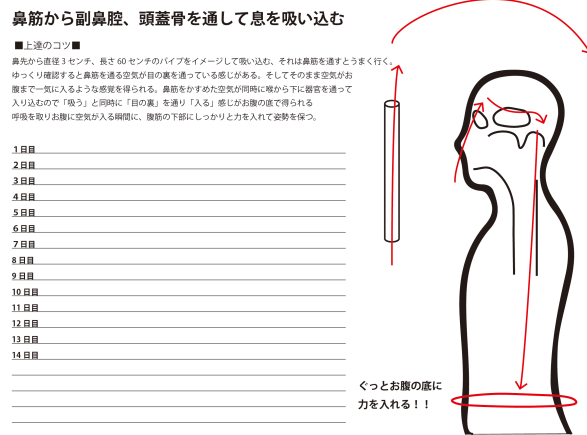 鼻筋から副鼻腔、頭蓋骨を通して息を吸い込む
■上達のコツ■
鼻先から直径 3 センチ、長さ 60 センチのパイプをイメージして吸い込む、それは鼻筋を通すとうまく行く。
ゆっくり確認すると鼻筋を通る空気が目の裏を通っている感じがある。そしてそのまま空気がお
腹まで一気に入るような感覚を得られる。鼻筋をかすめた空気が同時に喉から下に器官を通って
入り込むので「吸う」と同時に「目の裏」を通り「入る」感じがお腹の底で得られる
呼吸を取りお腹に空気が入る瞬間に、腹筋の下部にしっかりと力を入れて姿勢を保つ。
1 日目
2 日目
3 日目
4 日目
5 日目
6 日目
7 日目
8 日目
9 日目
10 日目
11 日目
12 日目
13 日目
14 日目
ぐっとお腹の底に
力を入れる！！